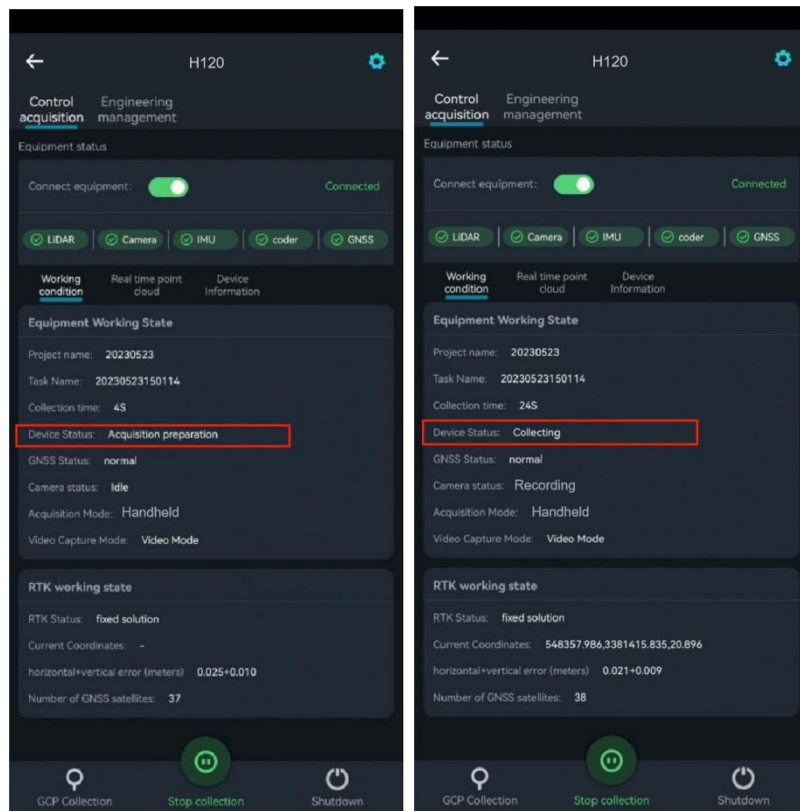 H120
Control acquisition
Engineering management
Equipment status
Connect equipment:
Connected
LiDAR
Camera
IMU
coder
GNSS
Working condition
Real time point cloud
Device Information
Equipment Working State
Project name: 20230523
Task Name: 20230523150114
Collection time: 4S
Device Status: Acquisition preparation
GNSS Status: normal
Camera status: Idle
Acquisition Mode: Handheld
Video Capture Mode: Video Mode
RTK working state
RTK Status: fixed solution
Current Coordinates: -
horizontal+vertical error (meters) 0.025+0.010
Number of GNSS satellites: 37
GCP Collection
Stop collection
Shutdown
H120
Control acquisition
Engineering management
Equipment status
Connect equipment:
Connected
LiDAR
Camera
IMU
coder
GNSS
Working condition
Real time point cloud
Device Information
Equipment Working State
Project name: 20230523
Task Name: 20230523150114
Collection time: 24S
Device Status: Collecting
GNSS Status: normal
Camera status: Recording
Acquisition Mode: Handheld
Video Capture Mode: Video Mode
RTK working state
RTK Status: fixed solution
Current Coordinates: 548357.986,3381415.835,20.896
horizontal+vertical error (meters) 0.021+0.009
Number of GNSS satellites: 38
GCP Collection
Stop collection
Shutdown